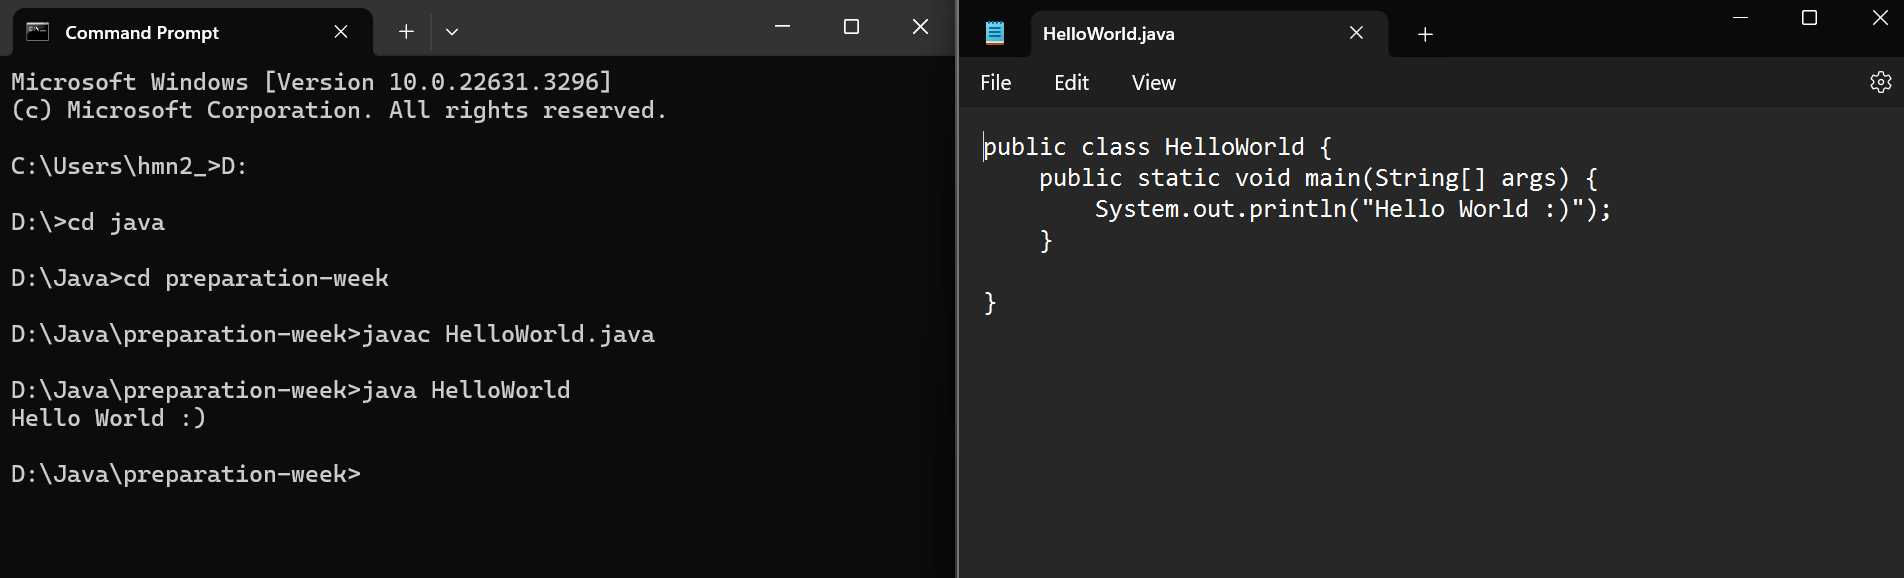 Command Prompt
Microsoft Windows [Version 10.0.22631.3296]
(c) Microsoft Corporation. All rights reserved.
C:\Users\hmn2_>D:
D:\>cd java
D:\Java>cd preparation-week
D:\Java\preparation-week>javac HelloWorld.java
D:\Java\preparation-week>java HelloWorld
Hello World :)
D:\Java\preparation-week>
HelloWorld.java
File Edit View
public class HelloWorld {
    public static void main(String[] args) {
        System.out.println("Hello World :)");
    }
}